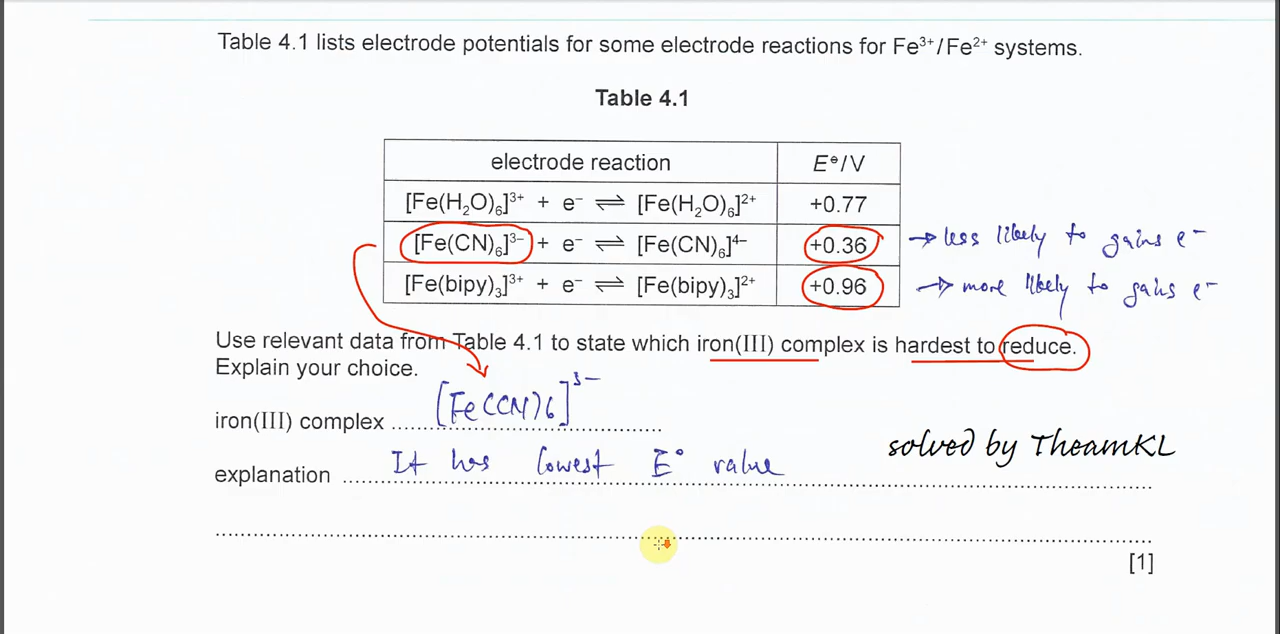 Table 4.1 lists electrode potentials for some electrode reactions for Fe³⁺/Fe²⁺ systems.
Table 4.1
electrode reaction E⦵/V
[Fe(H₂O)₆]³⁺ + e⁻ ⇌ [Fe(H₂O)₆]²⁺ +0.77
[Fe(CN)₆]³⁻ + e⁻ ⇌ [Fe(CN)₆]⁴⁻ +0.36 → less likely to gains e⁻
[Fe(bipy)₃]³⁺ + e⁻ ⇌ [Fe(bipy)₃]²⁺ +0.96 → more likely to gains e⁻
Use relevant data from Table 4.1 to state which iron(III) complex is hardest to reduce.
Explain your choice.
iron(III) complex [Fe(CN)6]³⁻
solved by TheamKL
explanation It has lowest E° value
[1]